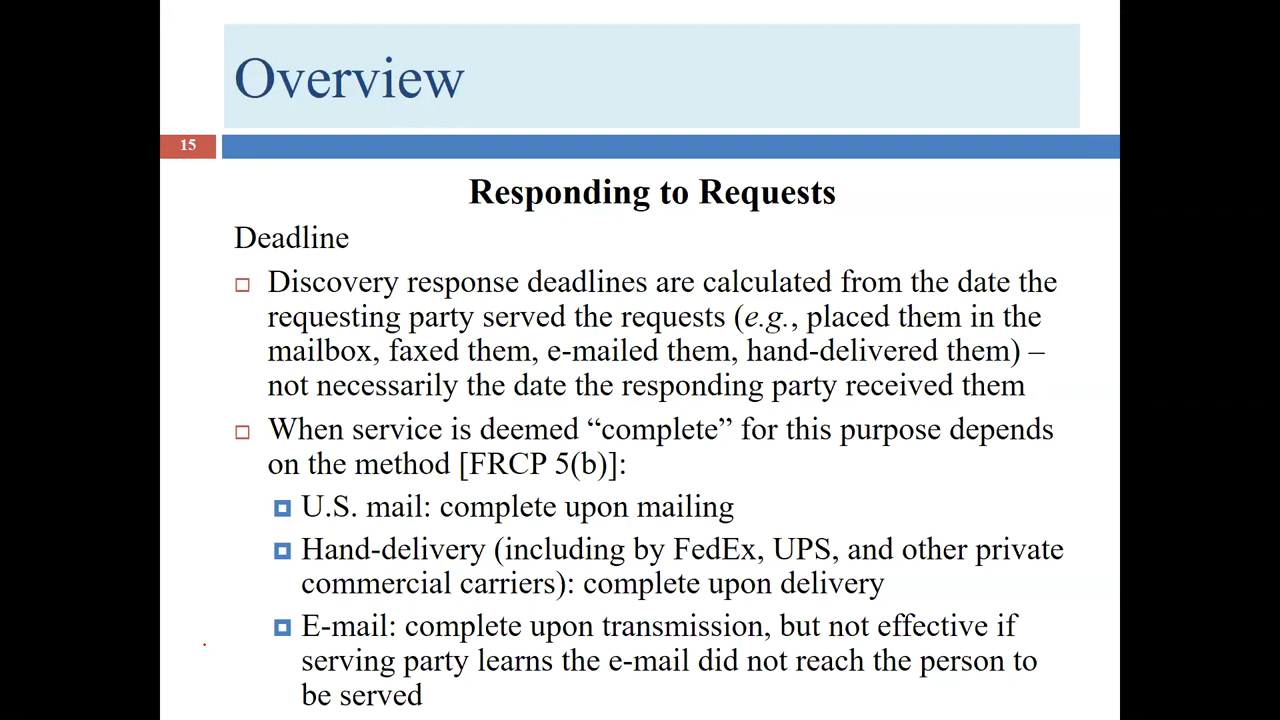 Overview
15
Responding to Requests
Deadline
Discovery response deadlines are calculated from the date the
requesting party served the requests (e.g., placed them in the
mailbox, faxed them, e-mailed them, hand-delivered them) –
not necessarily the date the responding party received them
When service is deemed “complete” for this purpose depends
on the method [FRCP 5(b)]:
U.S. mail: complete upon mailing
Hand-delivery (including by FedEx, UPS, and other private
commercial carriers): complete upon delivery
E-mail: complete upon transmission, but not effective if
serving party learns the e-mail did not reach the person to
be served